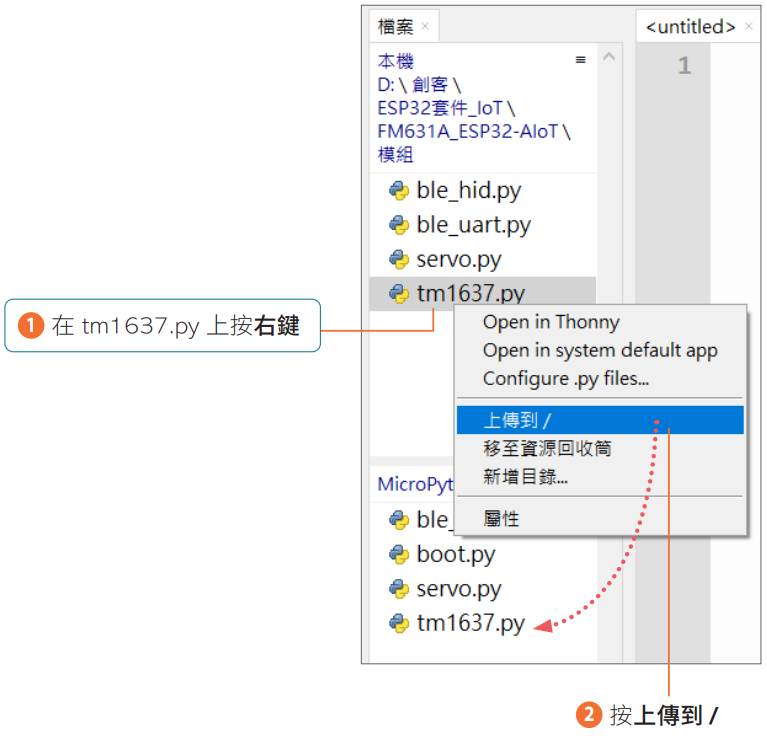 檔案 ×
<untitled> ×
本機
D: \ 創客 \
ESP32套件_IoT \
FM631A_ESP32-AIoT \
模組
1
ble_hid.py
ble_uart.py
servo.py
tm1637.py
1 在 tm1637.py 上按右鍵
Open in Thonny
Open in system default app
Configure .py files...
上傳到 /
移至資源回收筒
新增目錄...
屬性
MicroPyt
ble_
boot.py
servo.py
tm1637.py
2 按上傳到 /